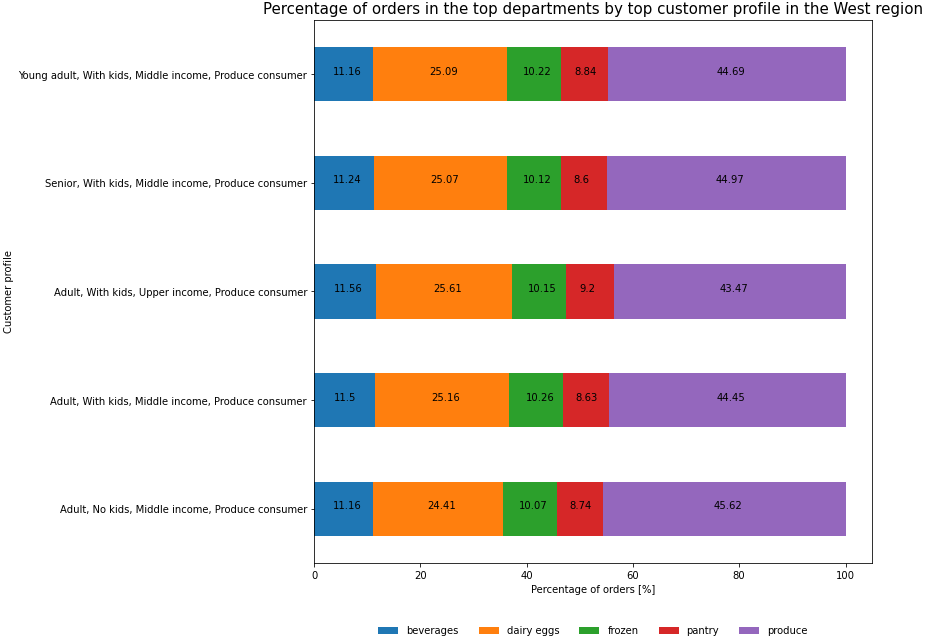 Percentage of orders in the top departments by top customer profile in the West region
Young adult, With kids, Middle income, Produce consumer 11.16 25.09 10.22 8.84 44.69
Senior, With kids, Middle income, Produce consumer 11.24 25.07 10.12 8.6 44.97
Customer profile
Adult, With kids, Upper income, Produce consumer 11.56 25.61 10.15 9.2 43.47
Adult, With kids, Middle income, Produce consumer 11.5 25.16 10.26 8.63 44.45
Adult, No kids, Middle income, Produce consumer 11.16 24.41 10.07 8.74 45.62
0 20 40 60 80 100
Percentage of orders [%]
beverages dairy eggs frozen pantry produce